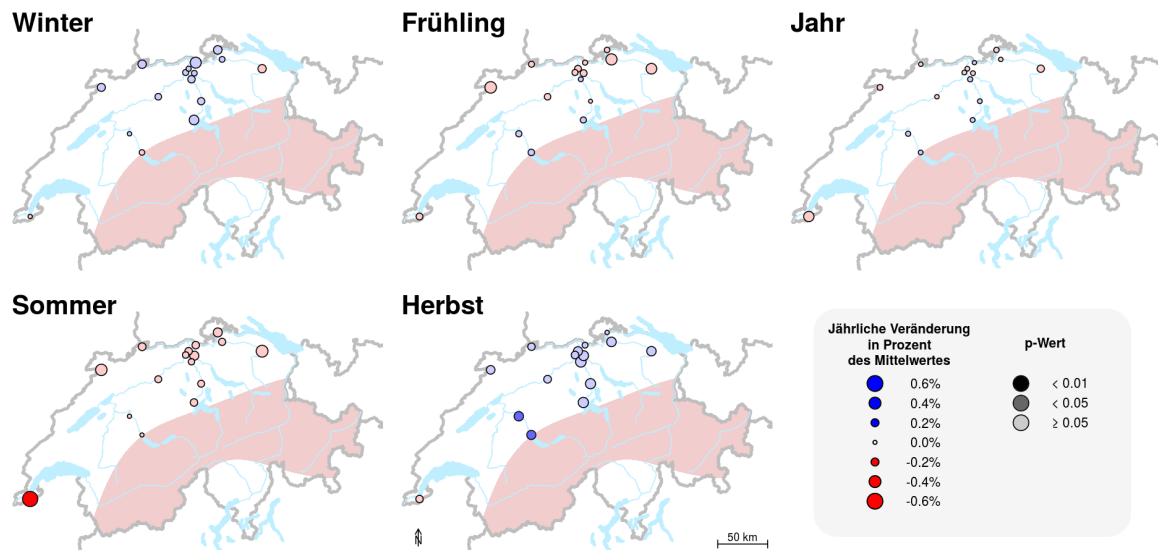 Winter
Frühling
Jahr
Sommer
Herbst
N
50 km
Jährliche Veränderung
in Prozent
des Mittelwertes
0.6%
0.4%
0.2%
0.0%
-0.2%
-0.4%
-0.6%
p-Wert
< 0.01
< 0.05
≥ 0.05